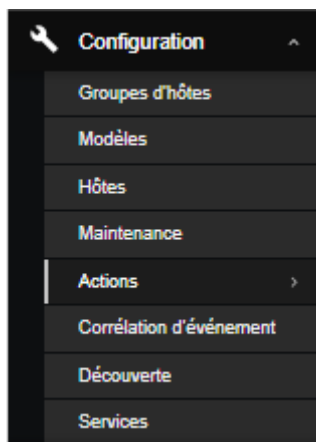 Configuration
Groupes d'hôtes
Modèles
Hôtes
Maintenance
Actions
Corrélation d'événement
Découverte
Services